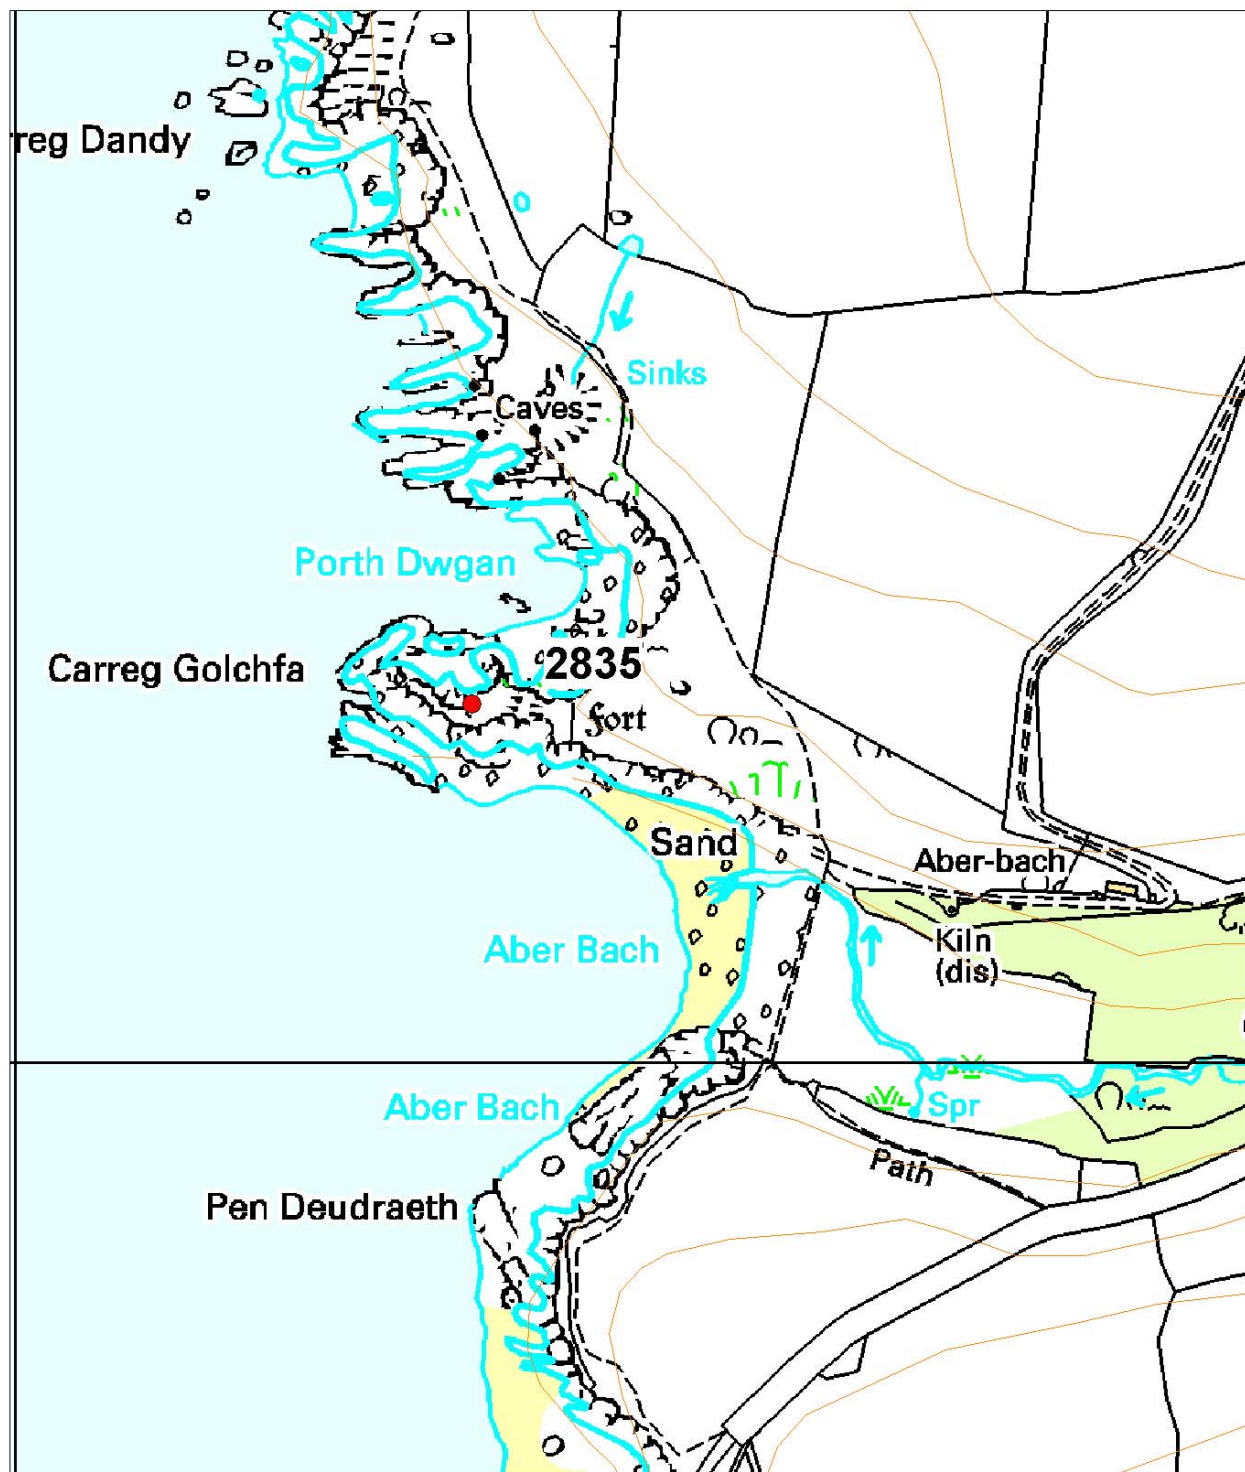 reg Dandy
Sinks
Caves
Porth Dwgan
2835
Carreg Golchfa
Fort
Sand
Aber-bach
Aber Bach
Kiln
(dis)
Aber Bach
Spr
Path
Pen Deudraeth